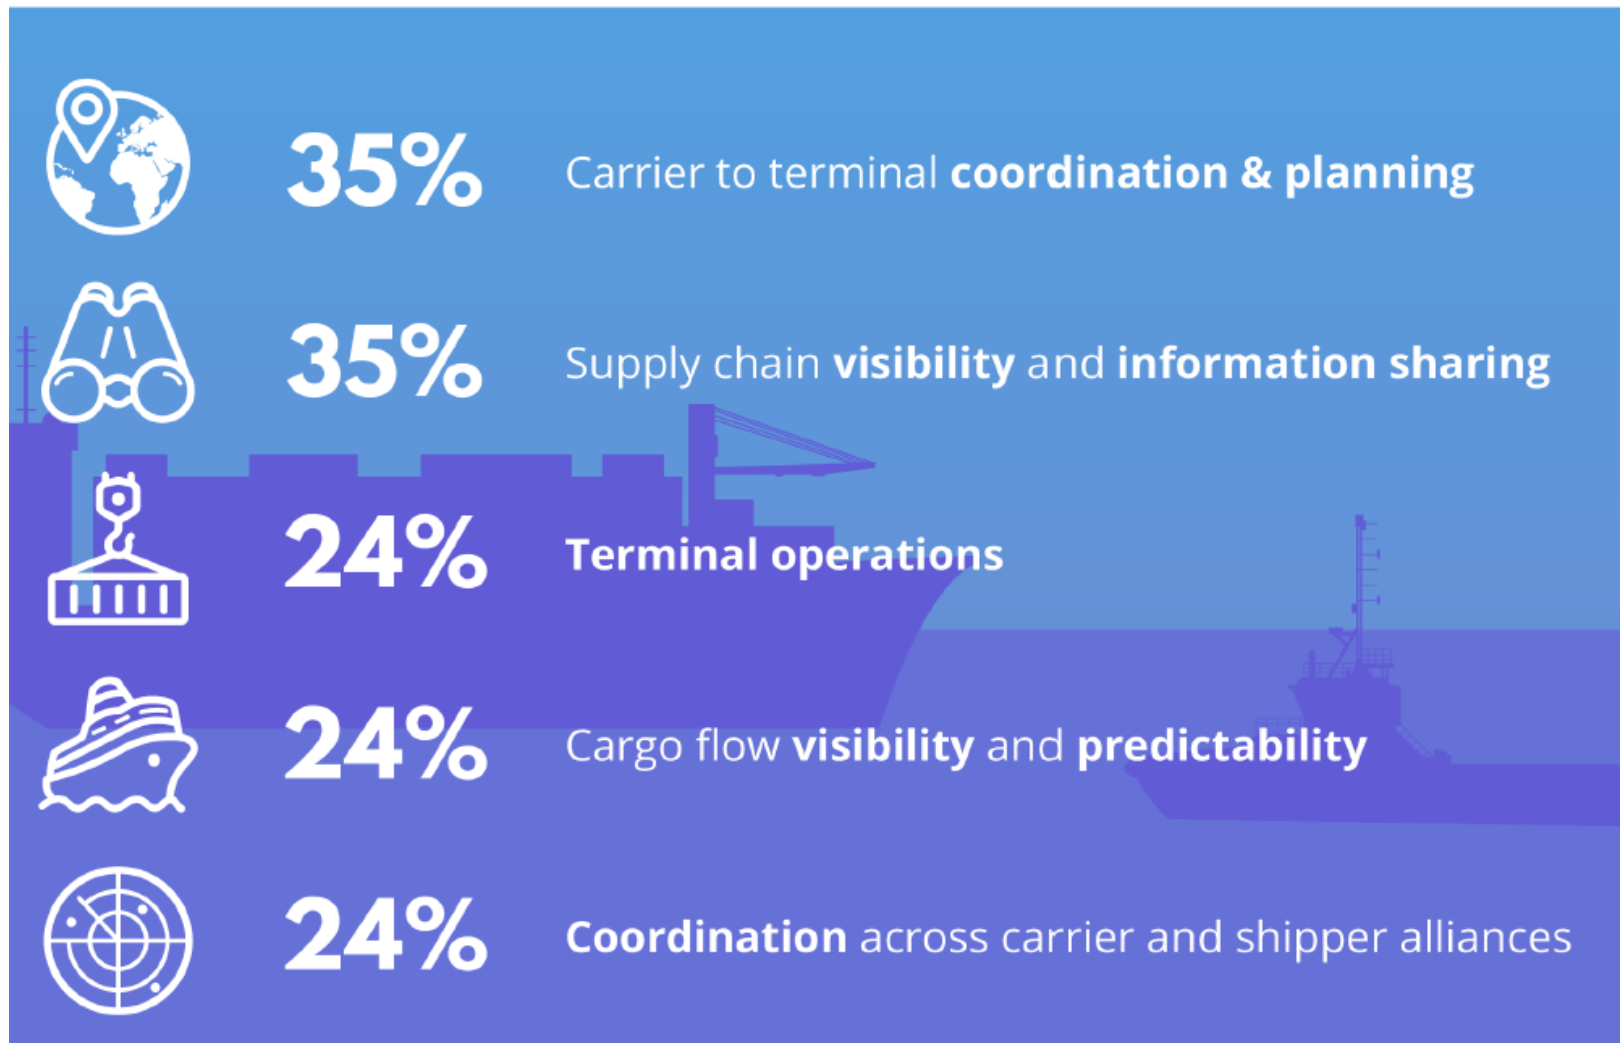 35% Carrier to terminal coordination & planning
35% Supply chain visibility and information sharing
24% Terminal operations
24% Cargo flow visibility and predictability
24% Coordination across carrier and shipper alliances